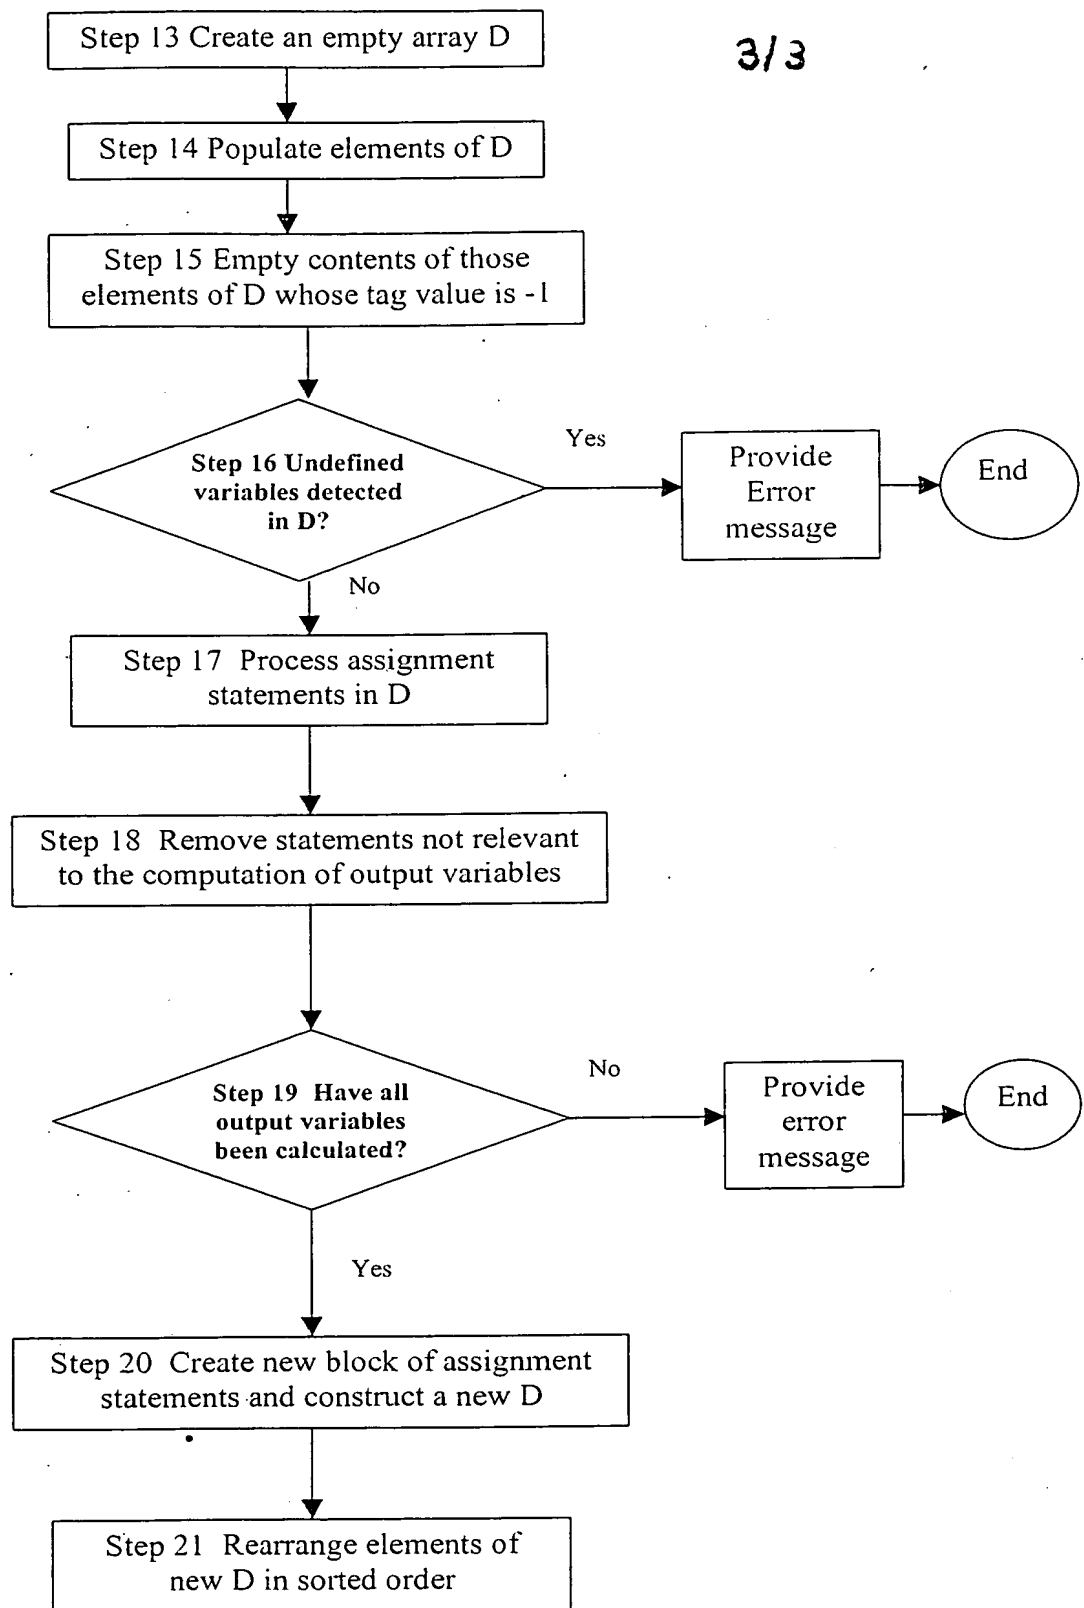 Step 13 Create an empty array D
3/3
Step 14 Populate elements of D
Step 15 Empty contents of those
elements of D whose tag value is -1
Step 16 Undefined
variables detected
in D?
Yes
Provide
Error
message
End
No
Step 17 Process assignment
statements in D
Step 18 Remove statements not relevant
to the computation of output variables
Step 19 Have all
output variables
been calculated?
No
Provide
error
message
End
Yes
Step 20 Create new block of assignment
statements and construct a new D
Step 21 Rearrange elements of
new D in sorted order